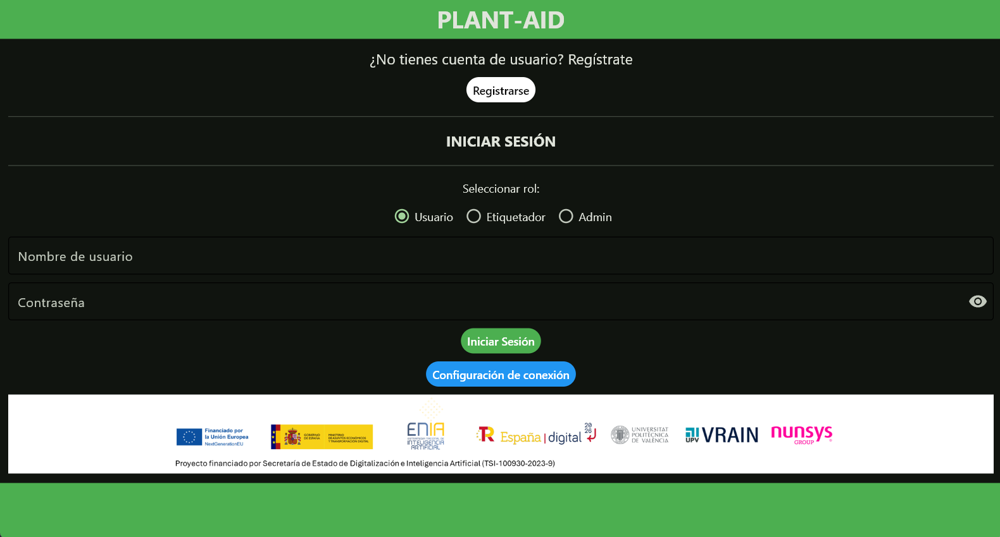 PLANT-AID
¿No tienes cuenta de usuario? Regístrate
Registrarse
INICIAR SESIÓN
Seleccionar rol:
Usuario Etiquetador Admin
Nombre de usuario
Contraseña
Iniciar Sesión
Configuración de conexión
Financiado por
la Unión Europea
NextGenerationEU
GOBIERNO
DE ESPAÑA
MINISTERIO
DE ASUNTOS ECONÓMICOS
Y TRANSFORMACIÓN DIGITAL
ENIA
ESTRATEGIA NACIONAL DE
INTELIGENCIA
ARTIFICIAL
España | digital 2026
UNIVERSITAT
POLITÈCNICA
DE VALÈNCIA
UPV VRAIN
nunsys
GROUP
Proyecto financiado por Secretaría de Estado de Digitalización e Inteligencia Artificial (TSI-100930-2023-9)